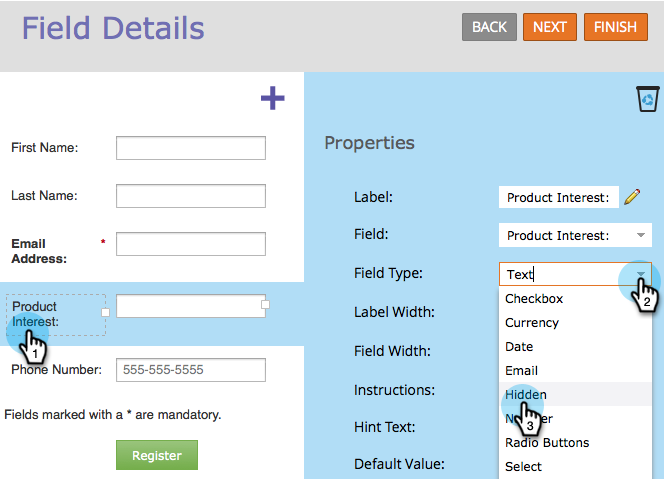 Field Details
BACK
NEXT
FINISH
First Name:
Last Name:
Email
Address:
*
Product
Interest:
1
Phone Number:
555-555-5555
Fields marked with a * are mandatory.
Register
Properties
Label:
Product Interest:
Field:
Product Interest:
Field Type:
Text
2
Label Width:
Field Width:
Instructions:
Hint Text:
Default Value:
Checkbox
Currency
Date
Email
Hidden
3
Radio Buttons
Select